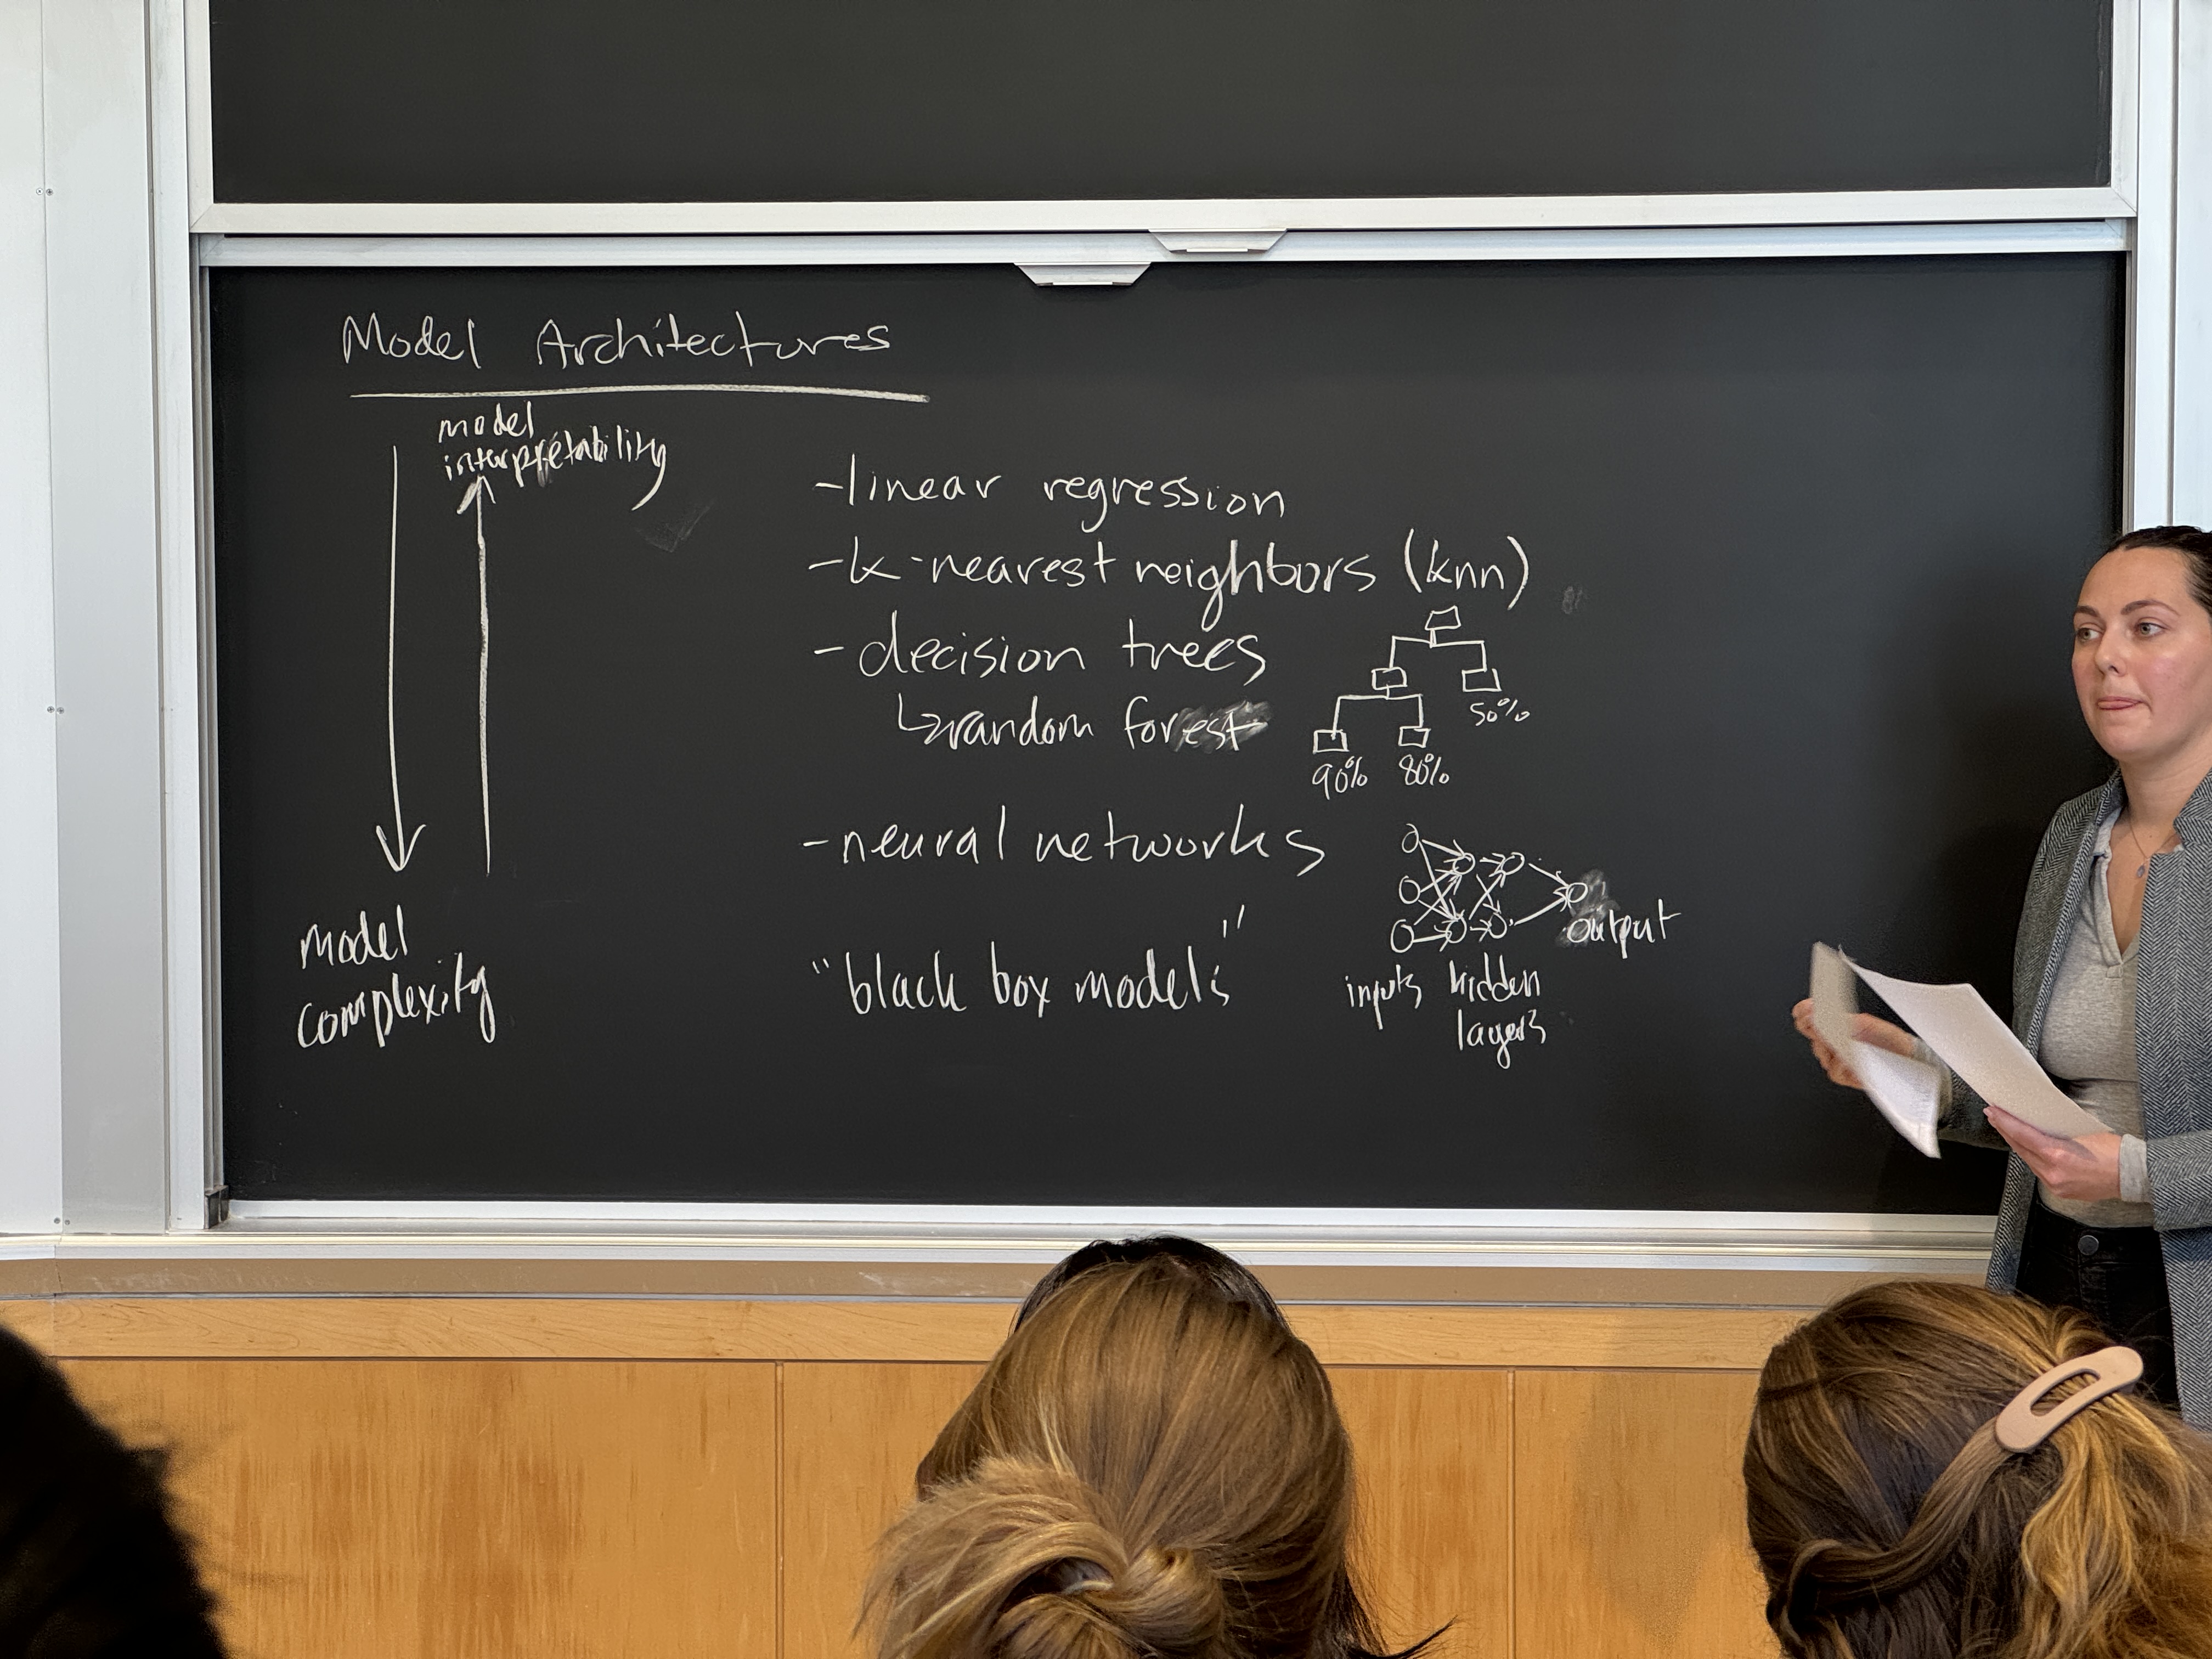 Model Architectures
model
interpretability
-linear regression
-k-nearest neighbors (knn)
- decision trees
↳random forest
50%
90% 80%
-neural networks
output
model
complexity
"black box models"
inputs hidden
layers